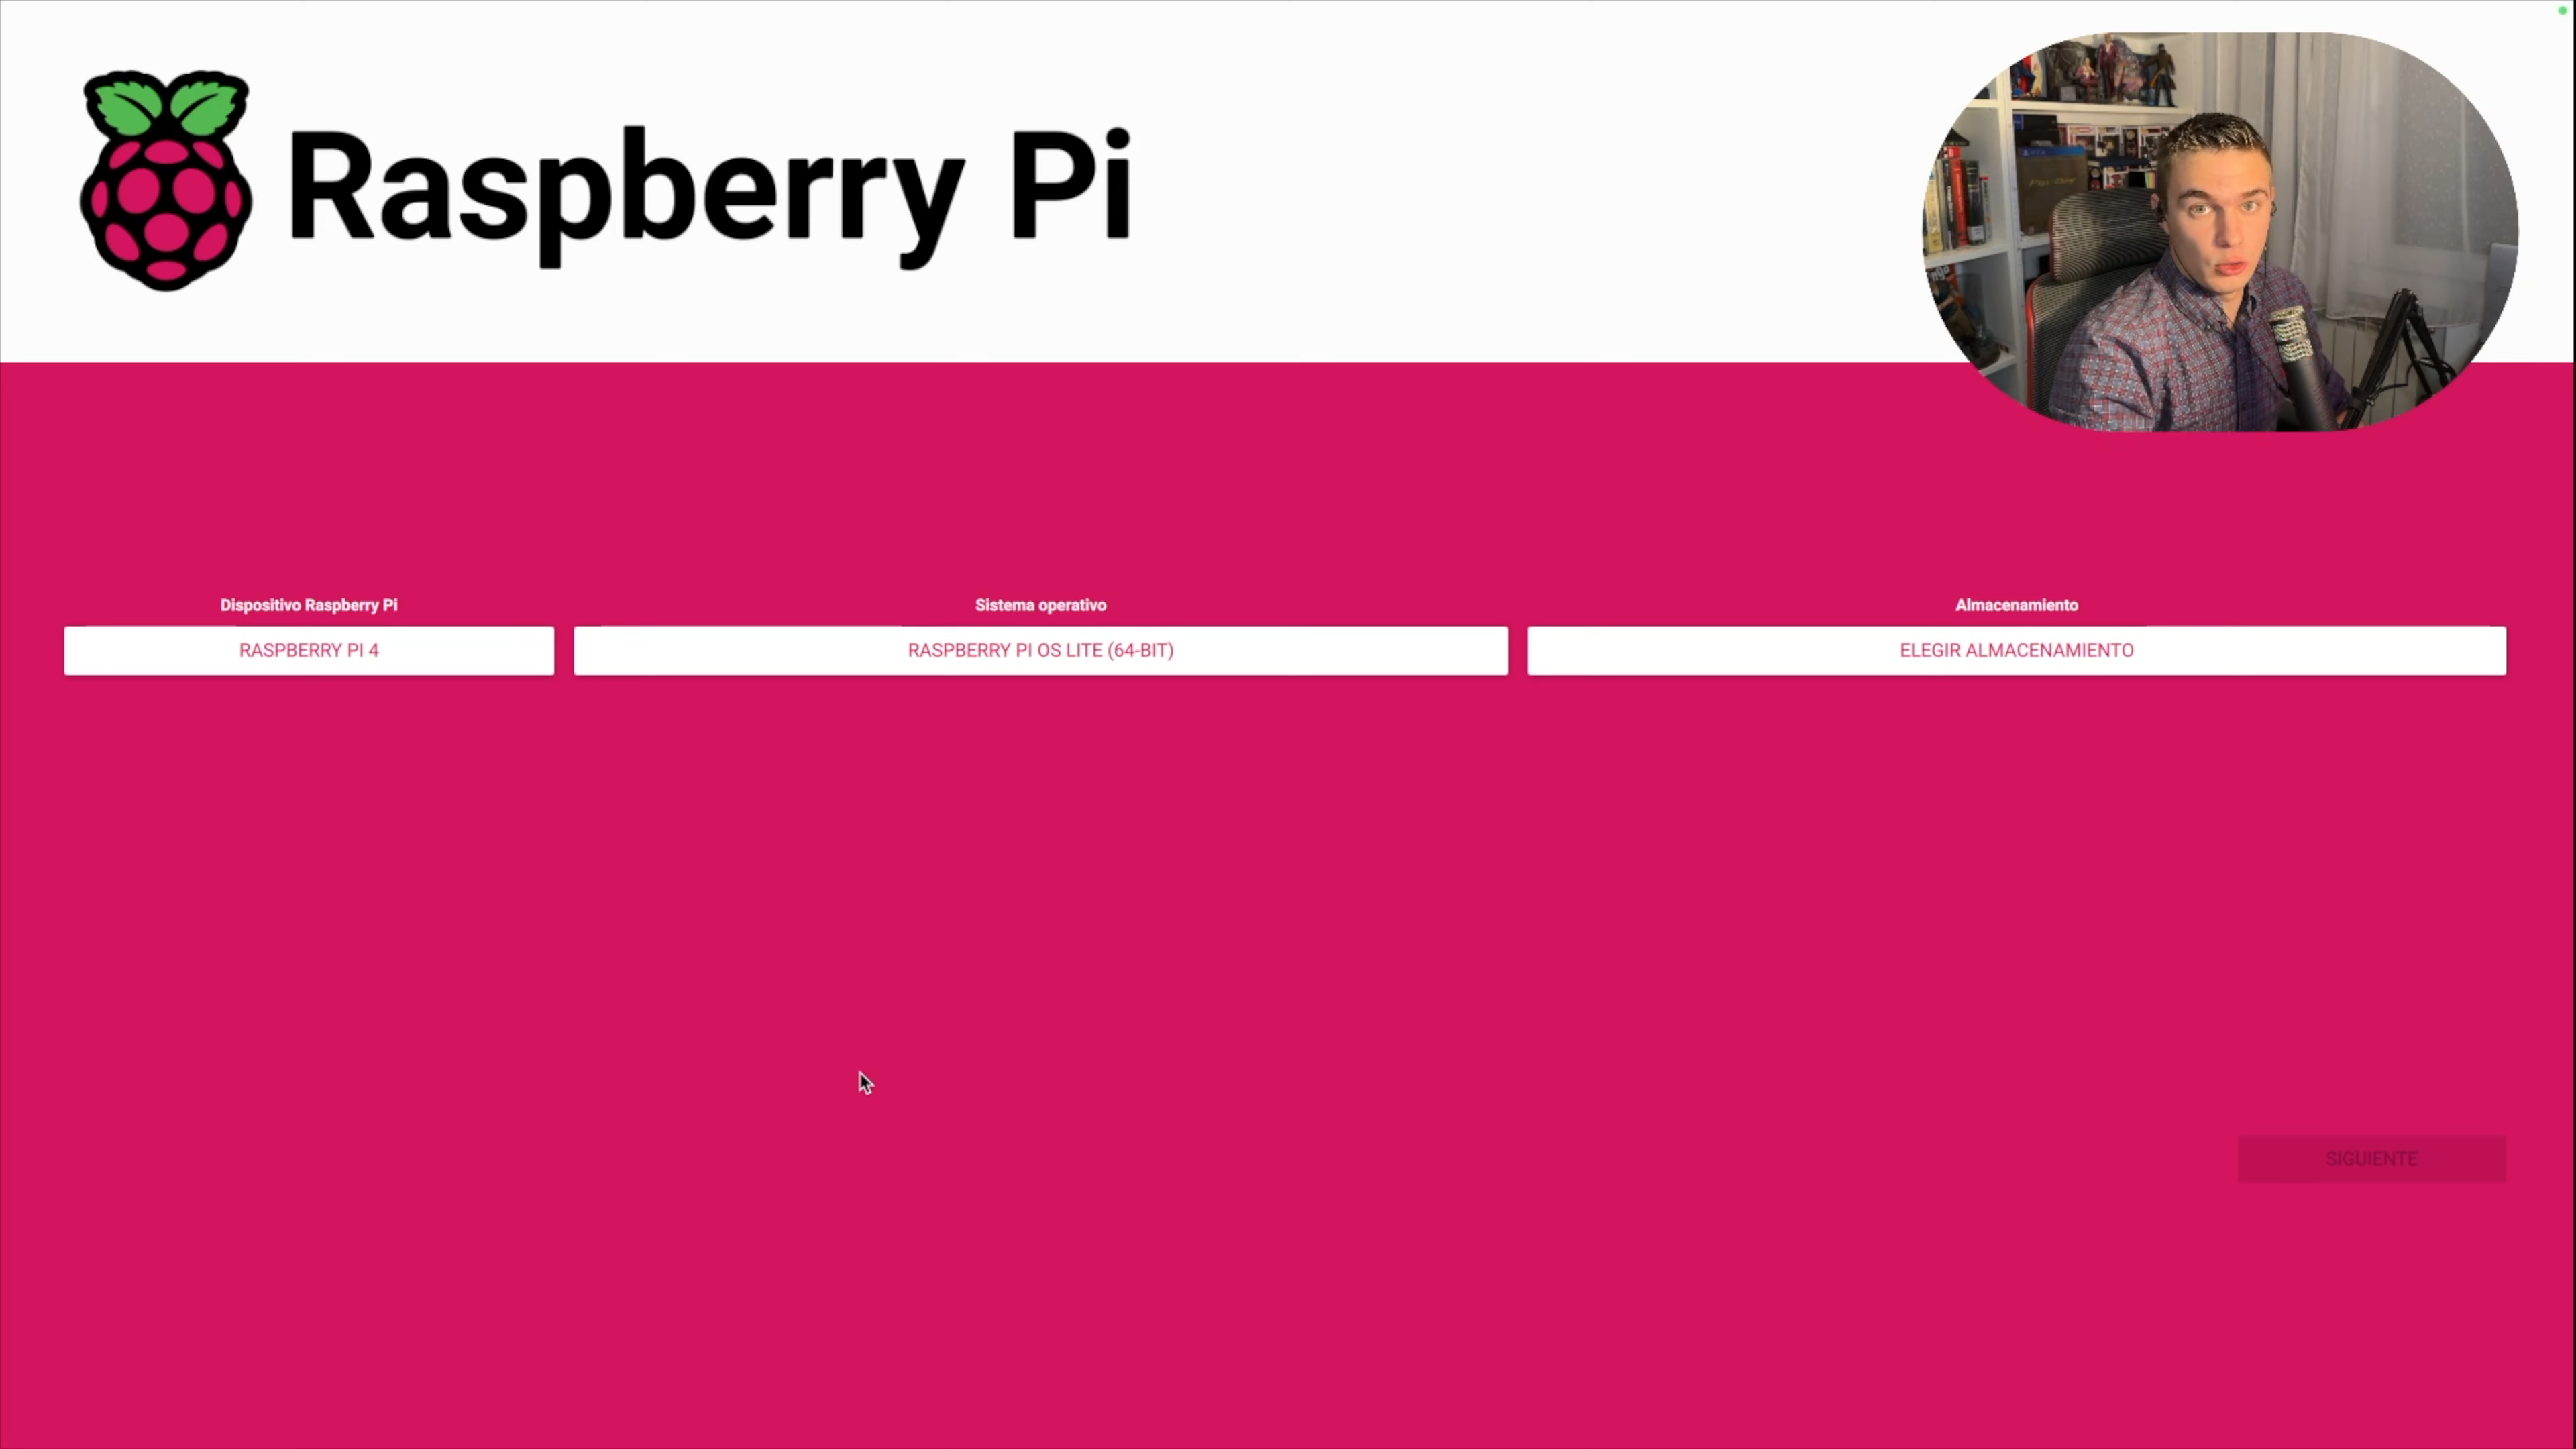 Raspberry Pi
Dispositivo Raspberry Pi
RASPBERRY PI 4
Sistema operativo
RASPBERRY PI OS LITE (64-BIT)
Almacenamiento
ELEGIR ALMACENAMIENTO
SIGUIENTE